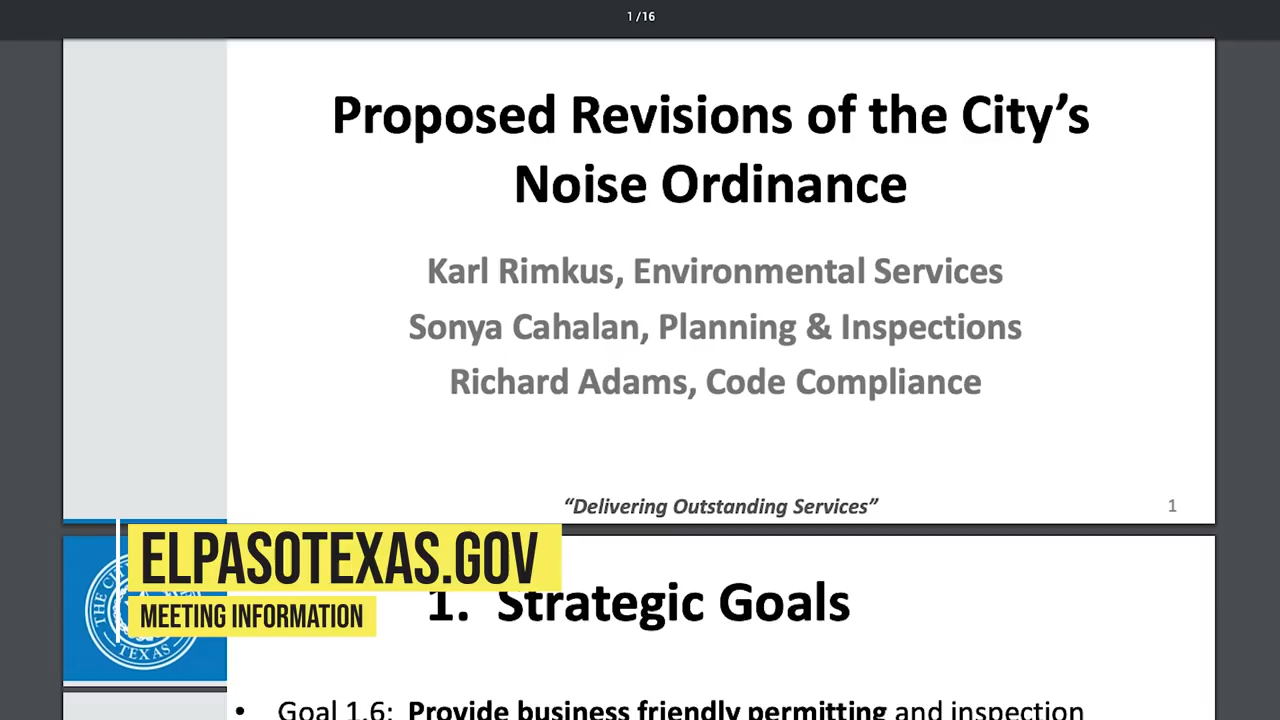 1 / 16
Proposed Revisions of the City’s
Noise Ordinance
Karl Rimkus, Environmental Services
Sonya Cahalan, Planning & Inspections
Richard Adams, Code Compliance
“Delivering Outstanding Services”
1
ELPASOTEXAS.GOV
MEETING INFORMATION
THE
TEXAS
1. Strategic Goals
• Goal 1.6: Provide business friendly permitting and inspection